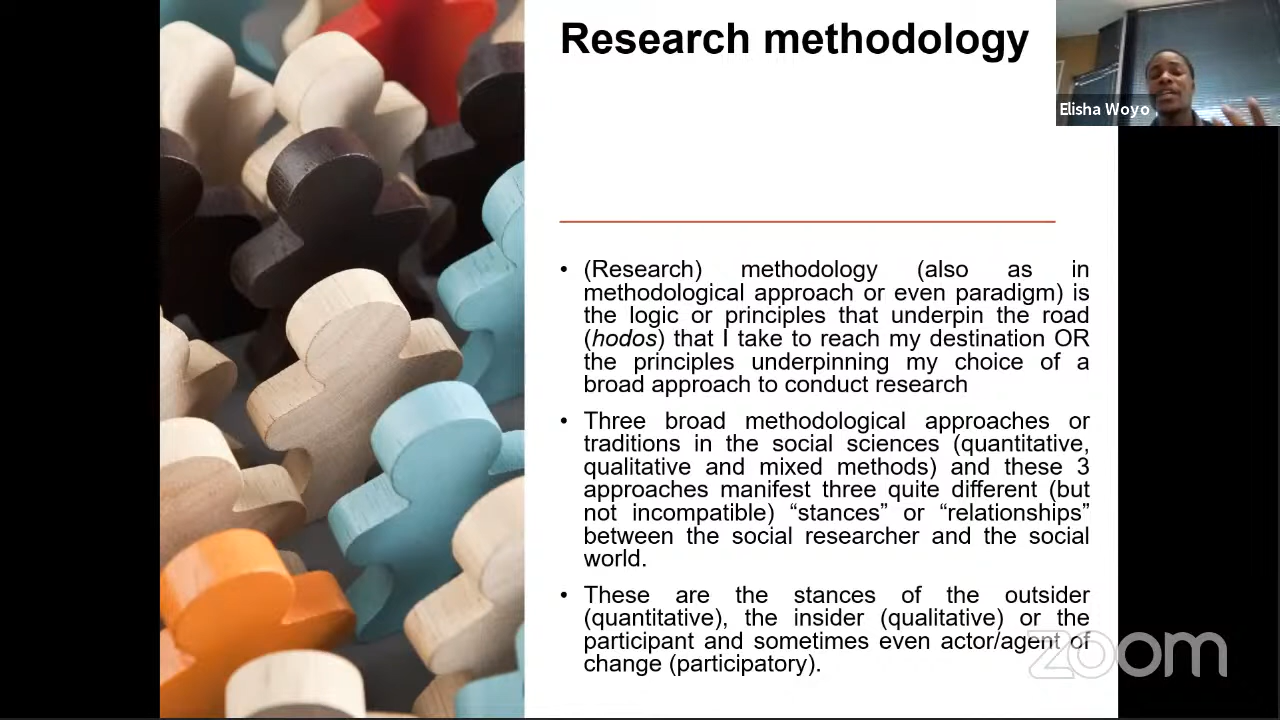 Research methodology
Elisha Woyo
• (Research) methodology (also as in
methodological approach or even paradigm) is
the logic or principles that underpin the road
(hodos) that I take to reach my destination OR
the principles underpinning my choice of a
broad approach to conduct research
• Three broad methodological approaches or
traditions in the social sciences (quantitative,
qualitative and mixed methods) and these 3
approaches manifest three quite different (but
not incompatible) “stances” or “relationships”
between the social researcher and the social
world.
• These are the stances of the outsider
(quantitative), the insider (qualitative) or the
participant and sometimes even actor/agent of
change (participatory).
zoom